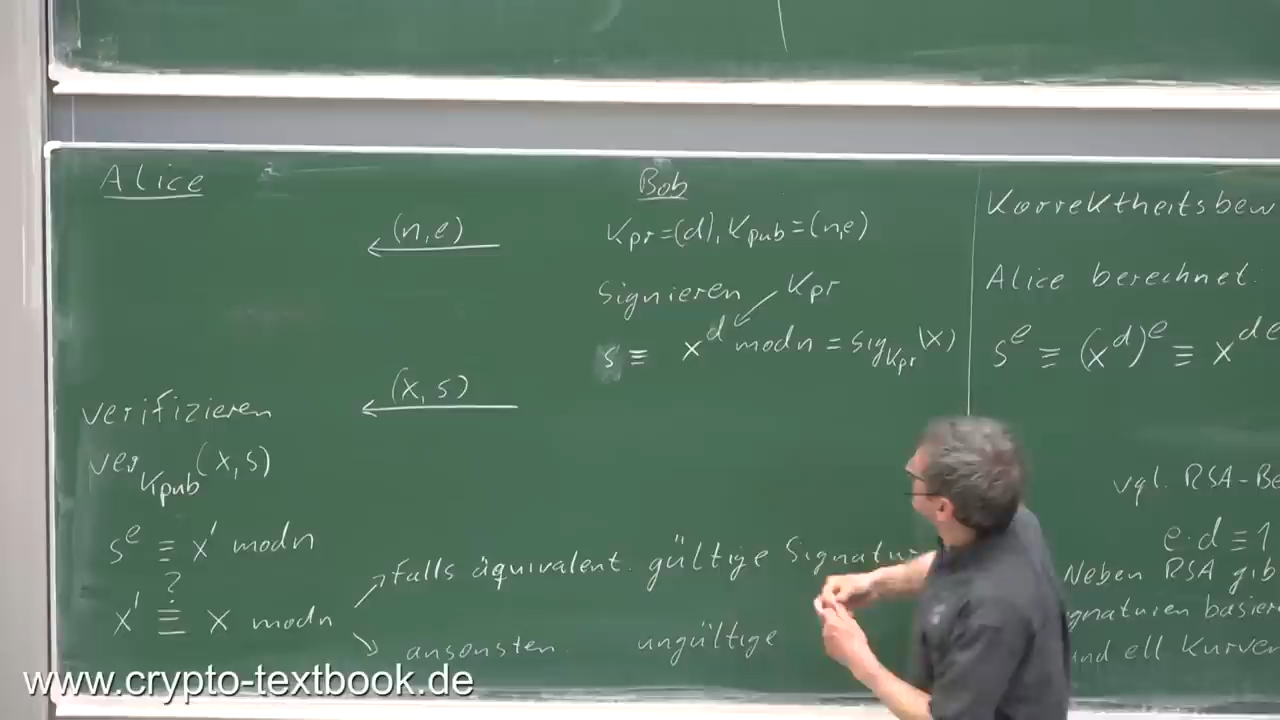 Alice
Bob
(n,e)
Kpr=(d), Kpub=(n,e)
Signieren
Kpr
s ≡ x^d mod n = sig_Kpr(x)
(x,s)
verifizieren
ver_Kpub(x,s)
s^e ≡ x' mod n
?
x' ≡ x mod n
falls äquivalent. gültige Signatur
ansonsten. ungültige
Korrektheitsbew
Alice berechnet.
s^e ≡ (x^d)^e ≡ x^de
vgl. RSA-Be
e·d ≡ 1
Neben RSA gib
gnaturen basier
nd ell Kurven
www.crypto-textbook.de